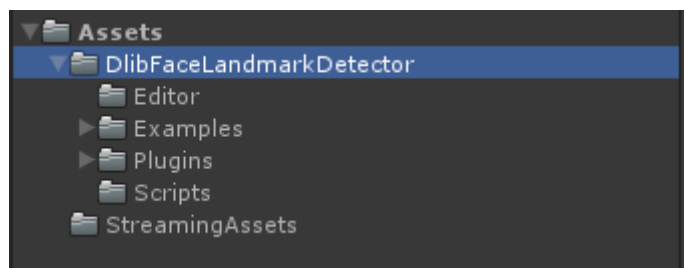 Assets
DlibFaceLandmarkDetector
Editor
Examples
Plugins
Scripts
StreamingAssets